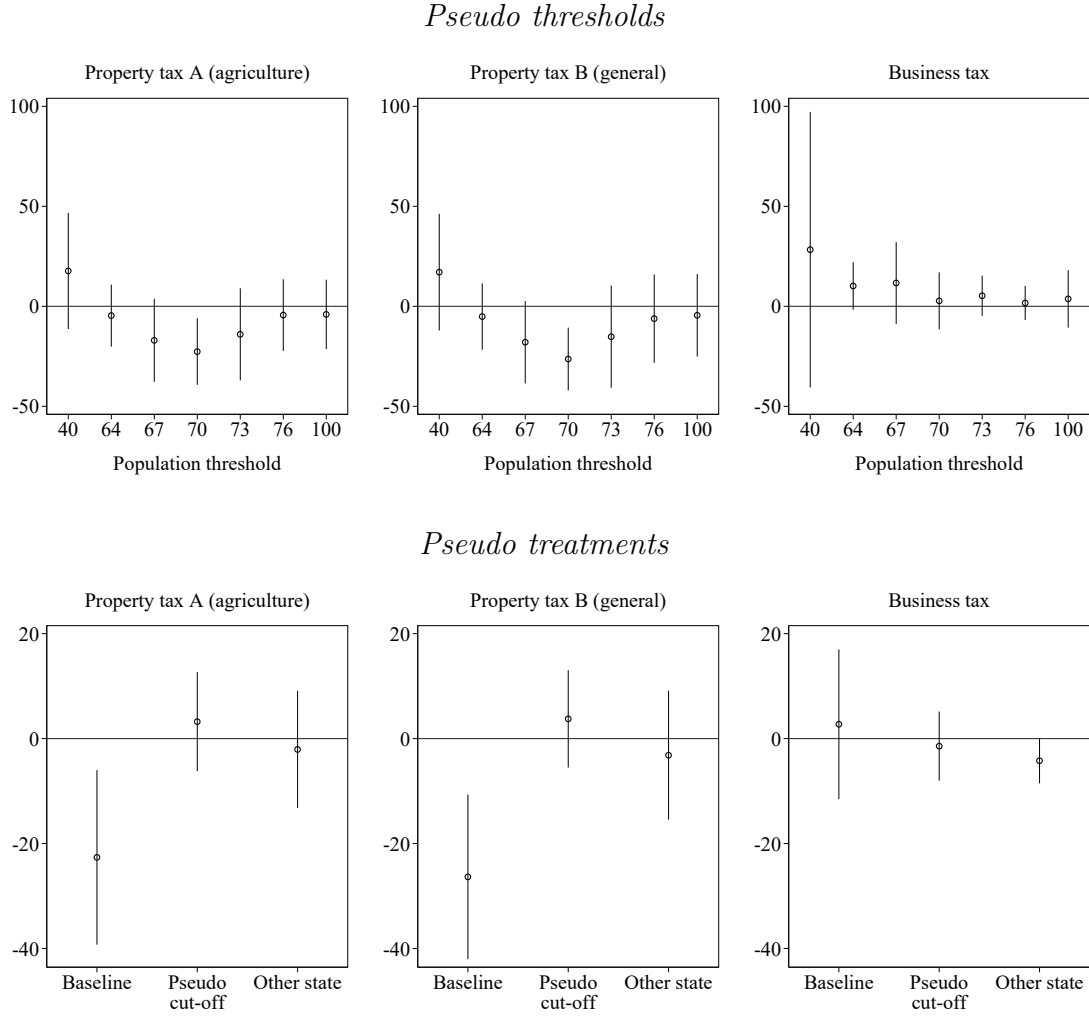 Pseudo thresholds
Property tax A (agriculture)
100
50
0
-50
40 64 67 70 73 76 100
Population threshold
Property tax B (general)
100
50
0
-50
40 64 67 70 73 76 100
Population threshold
Business tax
100
50
0
-50
40 64 67 70 73 76 100
Population threshold
Pseudo treatments
Property tax A (agriculture)
20
0
-20
-40
Baseline Pseudo Other state
cut-off
Property tax B (general)
20
0
-20
-40
Baseline Pseudo Other state
cut-off
Business tax
20
0
-20
-40
Baseline Pseudo Other state
cut-off